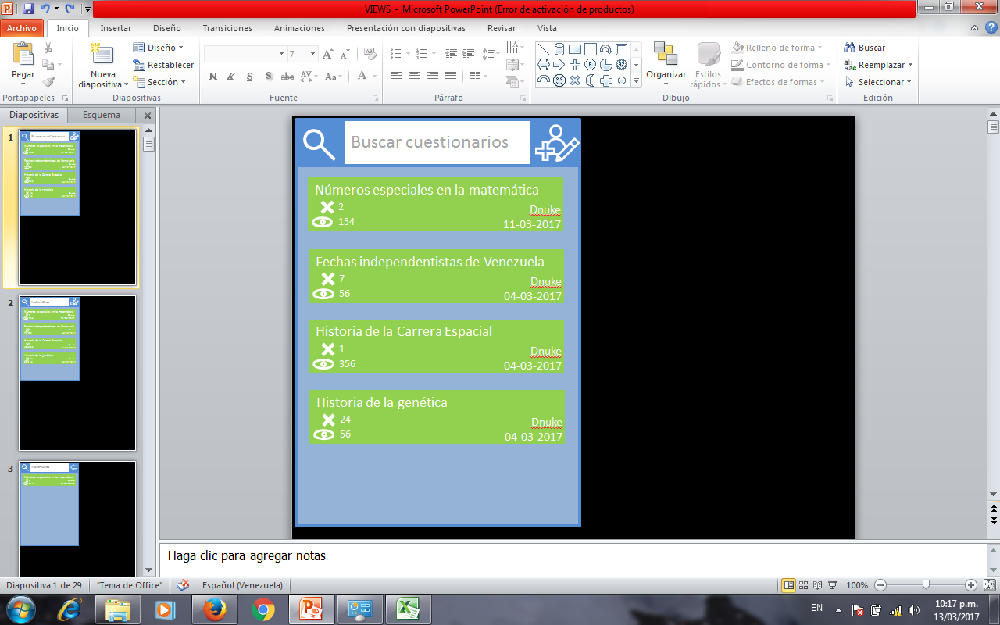 VIEWS - Microsoft PowerPoint (Error de activación de productos)
Archivo Inicio Insertar Diseño Transiciones Animaciones Presentación con diapositivas Revisar Vista
Pegar
Portapapeles
Nueva diapositiva
Diseño
Restablecer
Sección
Diapositivas
7
N K S S abc AV Aa A
Fuente
Párrafo
Organizar
Estilos rápidos
Relleno de forma
Contorno de forma
Efectos de formas
Dibujo
Buscar
Reemplazar
Seleccionar
Edición
Diapositivas Esquema
1
2
3
Buscar cuestionarios
Números especiales en la matemática
2
Dnuke
154
11-03-2017
Fechas independentistas de Venezuela
7
Dnuke
56
04-03-2017
Historia de la Carrera Espacial
1
Dnuke
356
04-03-2017
Historia de la genética
24
Dnuke
56
04-03-2017
Haga clic para agregar notas
Diapositiva 1 de 29 "Tema de Office" Español (Venezuela) 100%
EN 10:17 p.m.
13/03/2017